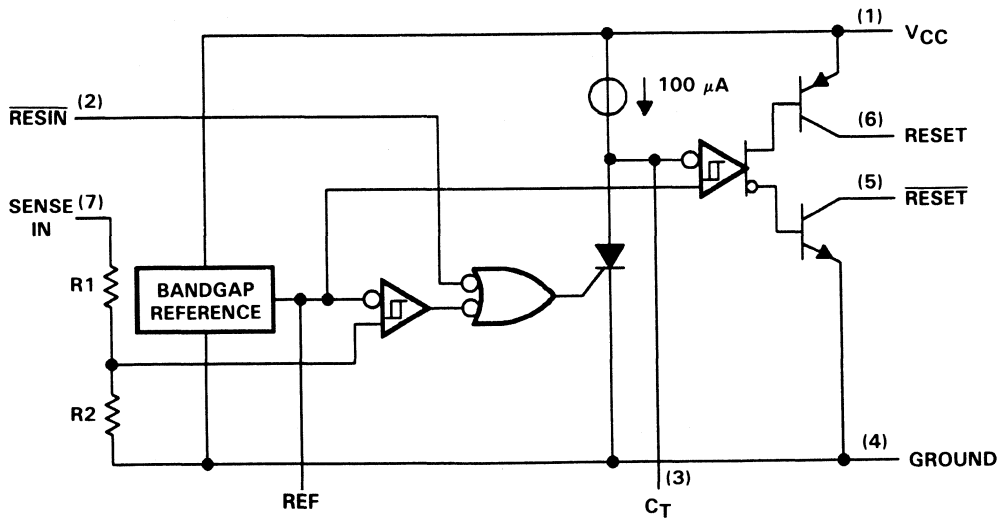 (1)
VCC
100 μA
RESIN (2)
(6)
RESET
SENSE (7)
IN
(5)
RESET
R1
BANDGAP
REFERENCE
R2
(4)
GROUND
REF
(3)
CT